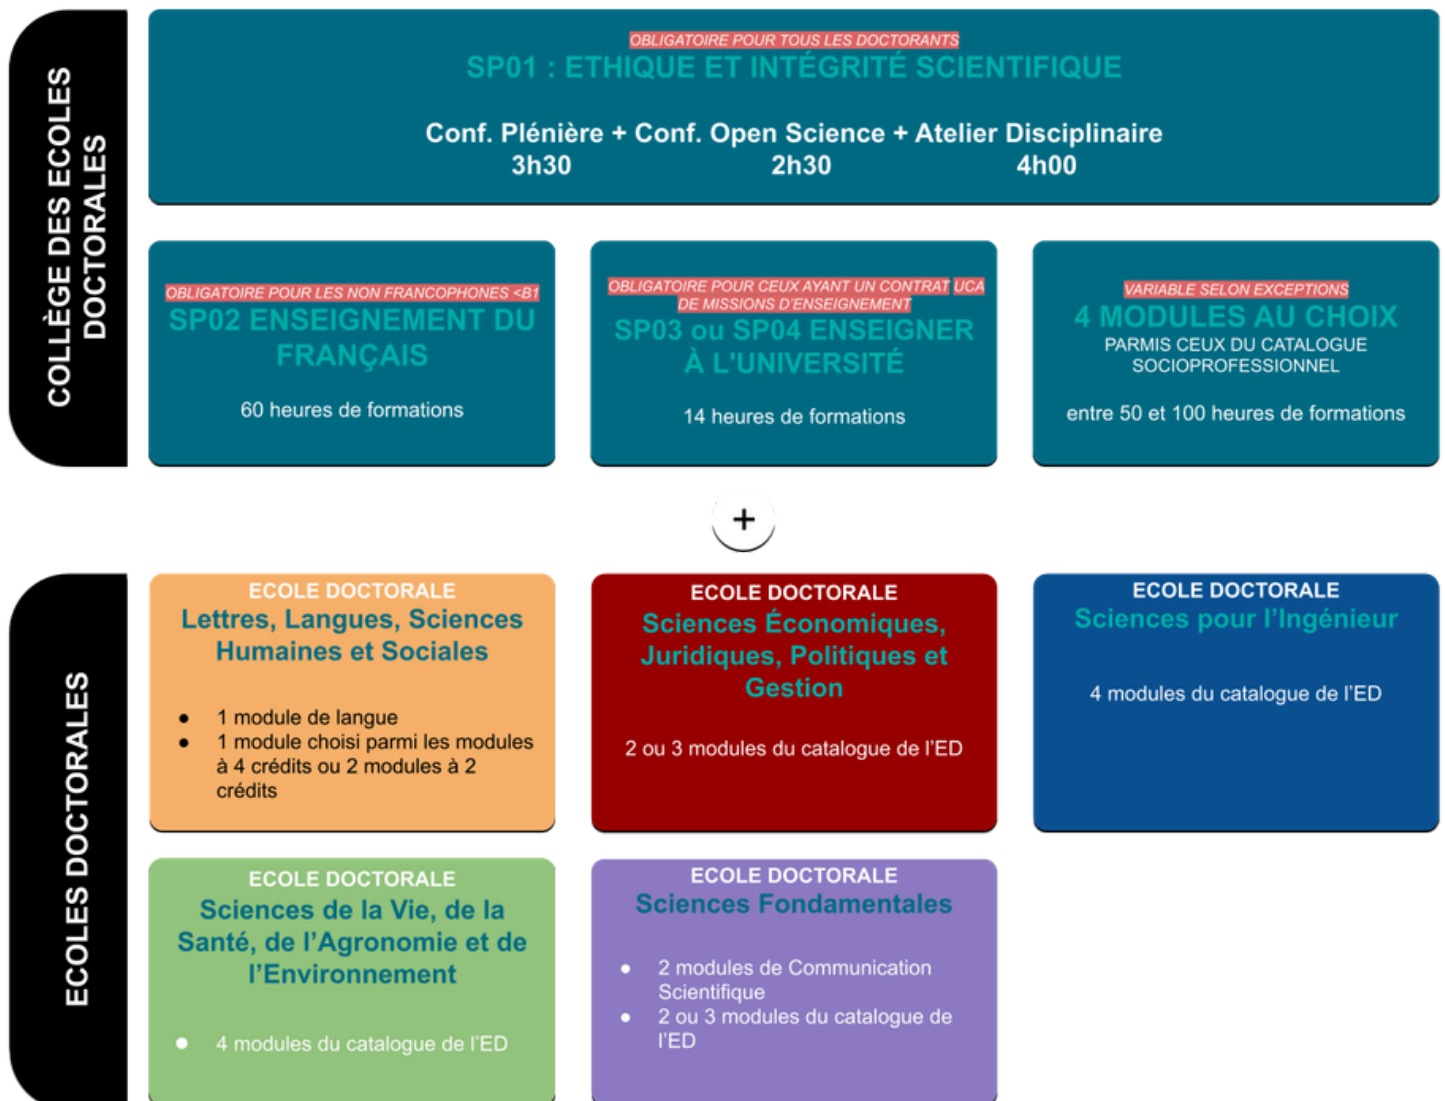 COLLÈGE DES ECOLES
DOCTORALES
OBLIGATOIRE POUR TOUS LES DOCTORANTS
SP01 : ETHIQUE ET INTÉGRITÉ SCIENTIFIQUE
Conf. Plénière + Conf. Open Science + Atelier Disciplinaire
3h30 2h30 4h00
OBLIGATOIRE POUR LES NON FRANCOPHONES <B1
SP02 ENSEIGNEMENT DU
FRANÇAIS
60 heures de formations
OBLIGATOIRE POUR CEUX AYANT UN CONTRAT UCA
DE MISSIONS D'ENSEIGNEMENT
SP03 ou SP04 ENSEIGNER
À L'UNIVERSITÉ
14 heures de formations
VARIABLE SELON EXCEPTIONS
4 MODULES AU CHOIX
PARMIS CEUX DU CATALOGUE
SOCIOPROFESSIONNEL
entre 50 et 100 heures de formations
+
ECOLES DOCTORALES
ECOLE DOCTORALE
Lettres, Langues, Sciences
Humaines et Sociales
● 1 module de langue
● 1 module choisi parmi les modules
à 4 crédits ou 2 modules à 2
crédits
ECOLE DOCTORALE
Sciences Économiques,
Juridiques, Politiques et
Gestion
2 ou 3 modules du catalogue de l'ED
ECOLE DOCTORALE
Sciences pour l'Ingénieur
4 modules du catalogue de l'ED
ECOLE DOCTORALE
Sciences de la Vie, de la
Santé, de l'Agronomie et de
l'Environnement
● 4 modules du catalogue de l'ED
ECOLE DOCTORALE
Sciences Fondamentales
● 2 modules de Communication
Scientifique
● 2 ou 3 modules du catalogue de
l'ED